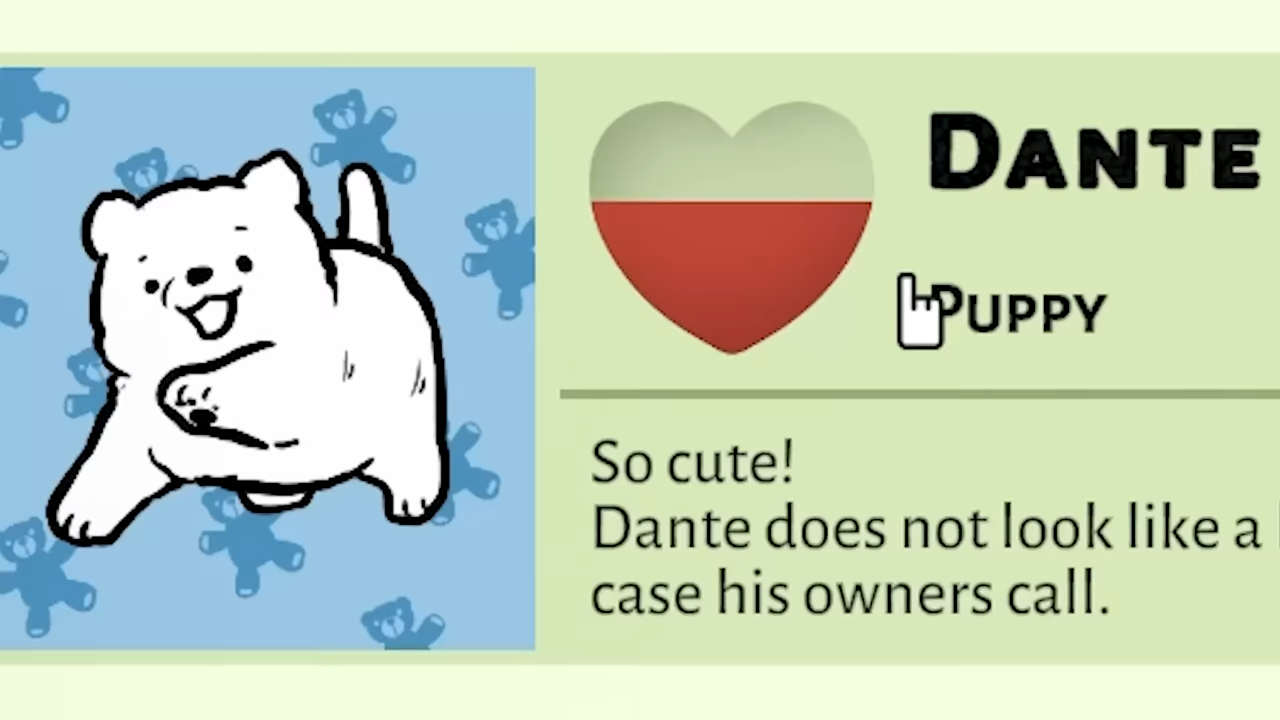 Dante
Puppy
So cute!
Dante does not look like a
case his owners call.